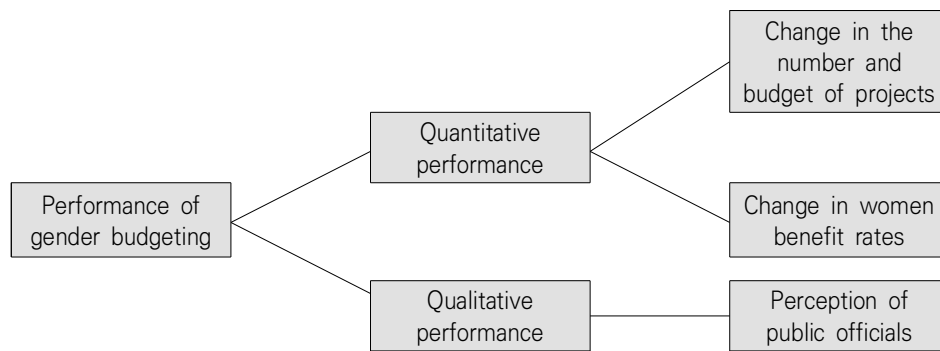 Change in the
number and
budget of projects
Quantitative
performance
Performance of
gender budgeting
Change in women
benefit rates
Qualitative
performance
Perception of
public officials